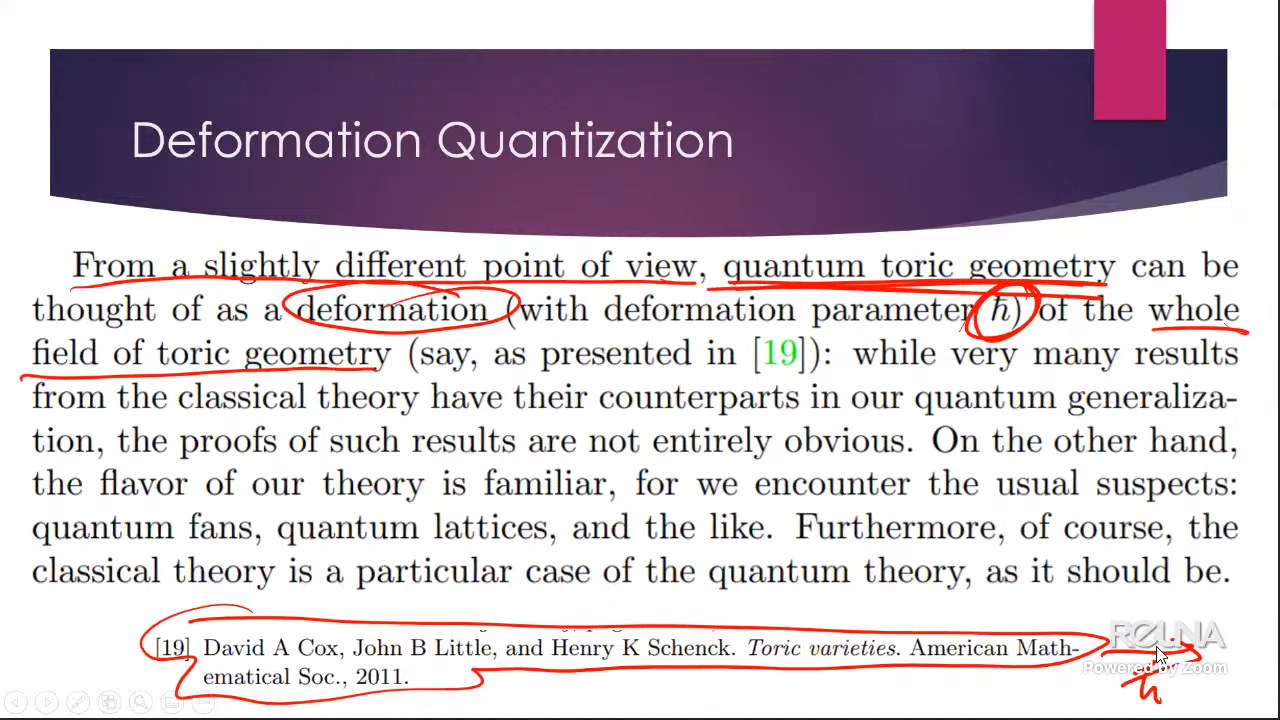 Deformation Quantization
From a slightly different point of view, quantum toric geometry can be
thought of as a deformation (with deformation parameter ℏ) of the whole
field of toric geometry (say, as presented in [19]): while very many results
from the classical theory have their counterparts in our quantum generaliza-
tion, the proofs of such results are not entirely obvious. On the other hand,
the flavor of our theory is familiar, for we encounter the usual suspects:
quantum fans, quantum lattices, and the like. Furthermore, of course, the
classical theory is a particular case of the quantum theory, as it should be.
[19] David A Cox, John B Little, and Henry K Schenck. Toric varieties. American Math-
ematical Soc., 2011.
Powered by Zoom
ℏ